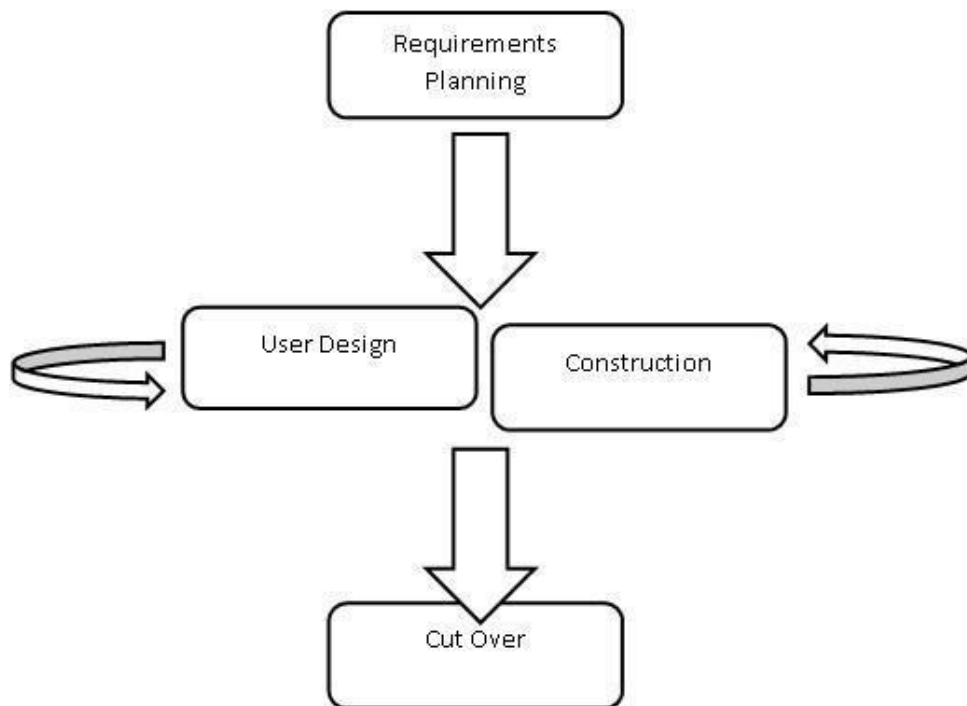 Requirements
Planning
User Design
Construction
Cut Over